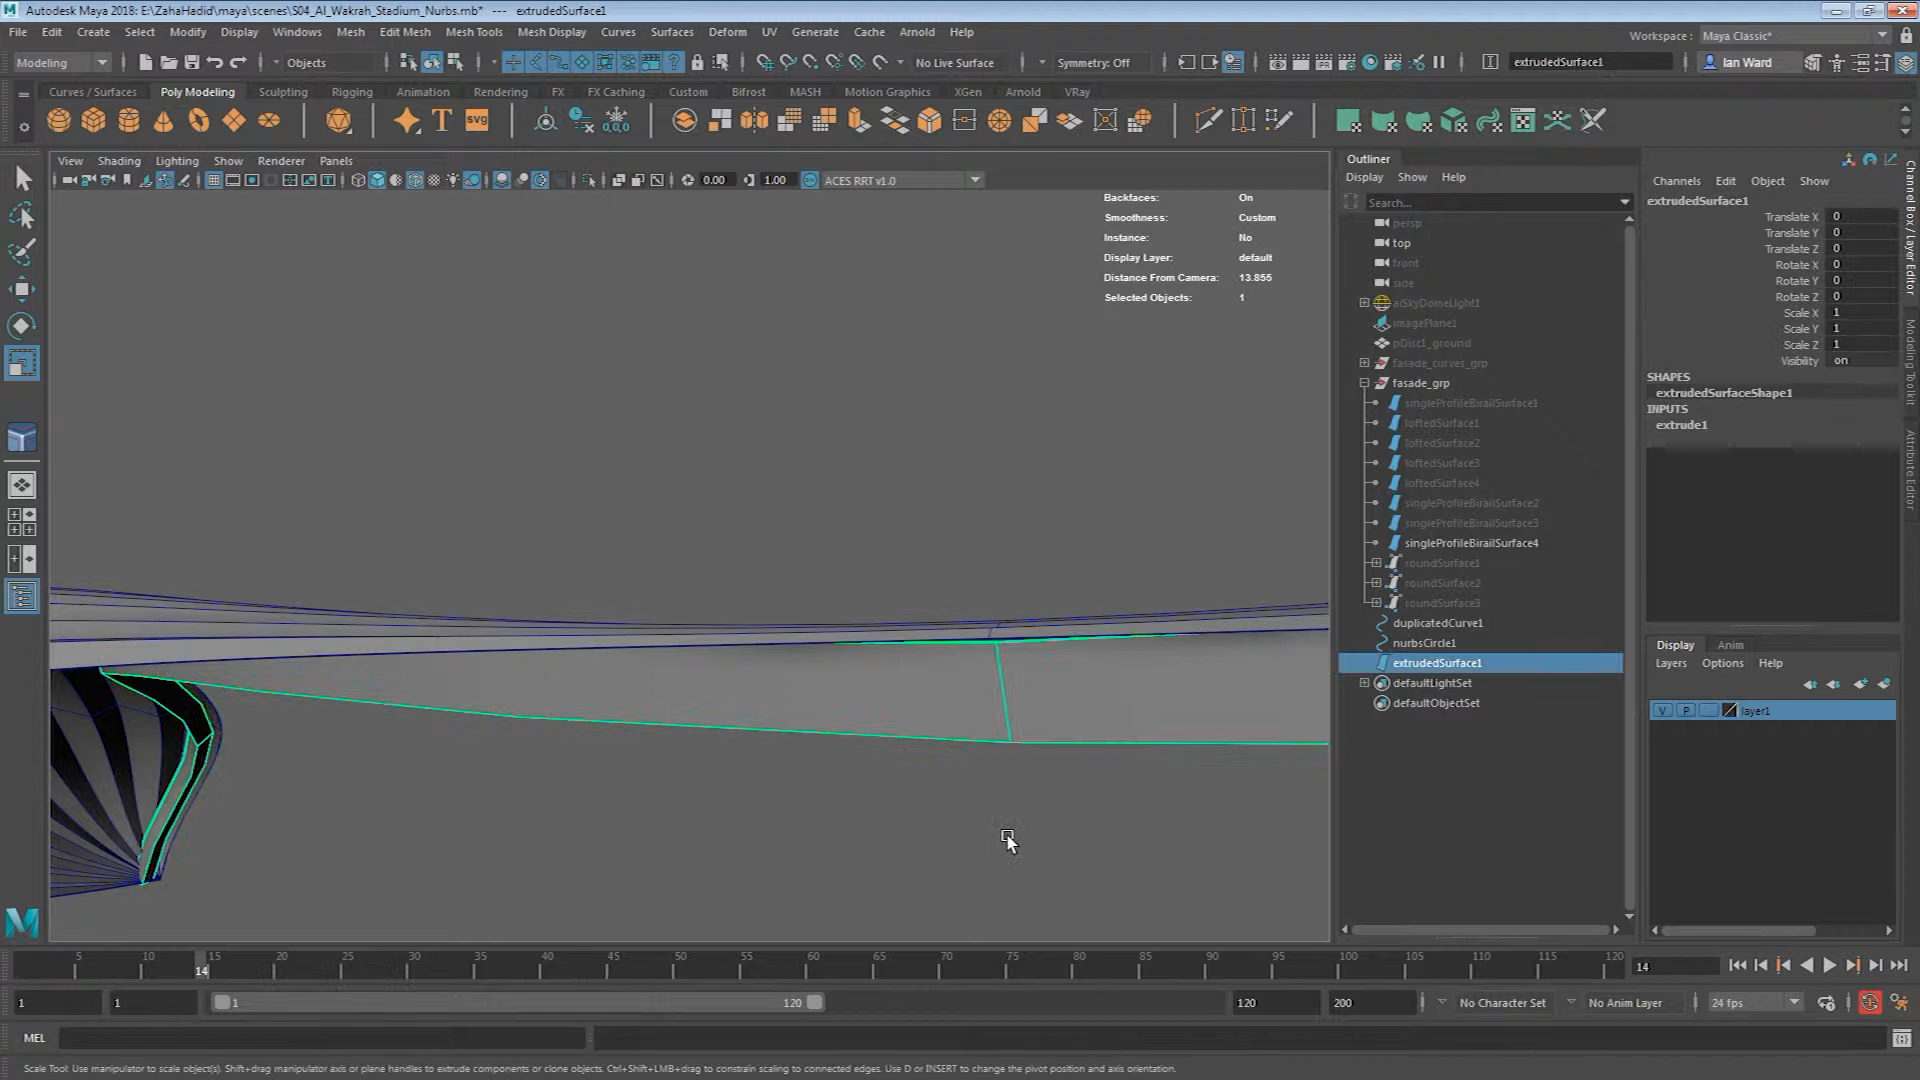 Autodesk Maya 2018: E:\ZahaHadid\maya\scenes\S04_Al_Wakrah_Stadium_Nurbs.mb* --- extrudedSurface1
File Edit Create Select Modify Display Windows Mesh Edit Mesh Mesh Tools Mesh Display Curves Surfaces Deform UV Generate Cache Arnold Help
Workspace : Maya Classic*
Modeling Objects No Live Surface Symmetry: Off extrudedSurface1 Ian Ward
Curves / Surfaces Poly Modeling Sculpting Rigging Animation Rendering FX FX Caching Custom Bifrost MASH Motion Graphics XGen Arnold VRay
T svg 0,0,0
View Shading Lighting Show Renderer Panels
0.00 1.00 ACES RRT v1.0
Backfaces: On
Smoothness: Custom
Instance: No
Display Layer: default
Distance From Camera: 13.855
Selected Objects: 1
Outliner
Display Show Help
Search...
persp
top
front
side
aiSkyDomeLight1
imagePlane1
pDisc1_ground
fasade_curves_grp
fasade_grp
singleProfileBirailSurface1
loftedSurface1
loftedSurface2
loftedSurface3
loftedSurface4
singleProfileBirailSurface2
singleProfileBirailSurface3
singleProfileBirailSurface4
roundSurface1
roundSurface2
roundSurface3
duplicatedCurve1
nurbsCircle1
extrudedSurface1
defaultLightSet
defaultObjectSet
Channels Edit Object Show
extrudedSurface1
Translate X 0
Translate Y 0
Translate Z 0
Rotate X 0
Rotate Y 0
Rotate Z 0
Scale X 1
Scale Y 1
Scale Z 1
Visibility on
SHAPES
extrudedSurfaceShape1
INPUTS
extrude1
Display Anim
Layers Options Help
V P layer1
Channel Box / Layer Editor
Modeling Toolkit
Attribute Editor
5 10 15 20 25 30 35 40 45 50 55 60 65 70 75 80 85 90 95 100 105 110 115 120
14
14
1 1 1 120 120 200 No Character Set No Anim Layer 24 fps
MEL
Scale Tool: Use manipulator to scale object(s). Shift+drag manipulator axis or plane handles to extrude components or clone objects. Ctrl+Shift+LMB+drag to constrain scaling to connected edges. Use D or INSERT to change the pivot position and axis orientation.